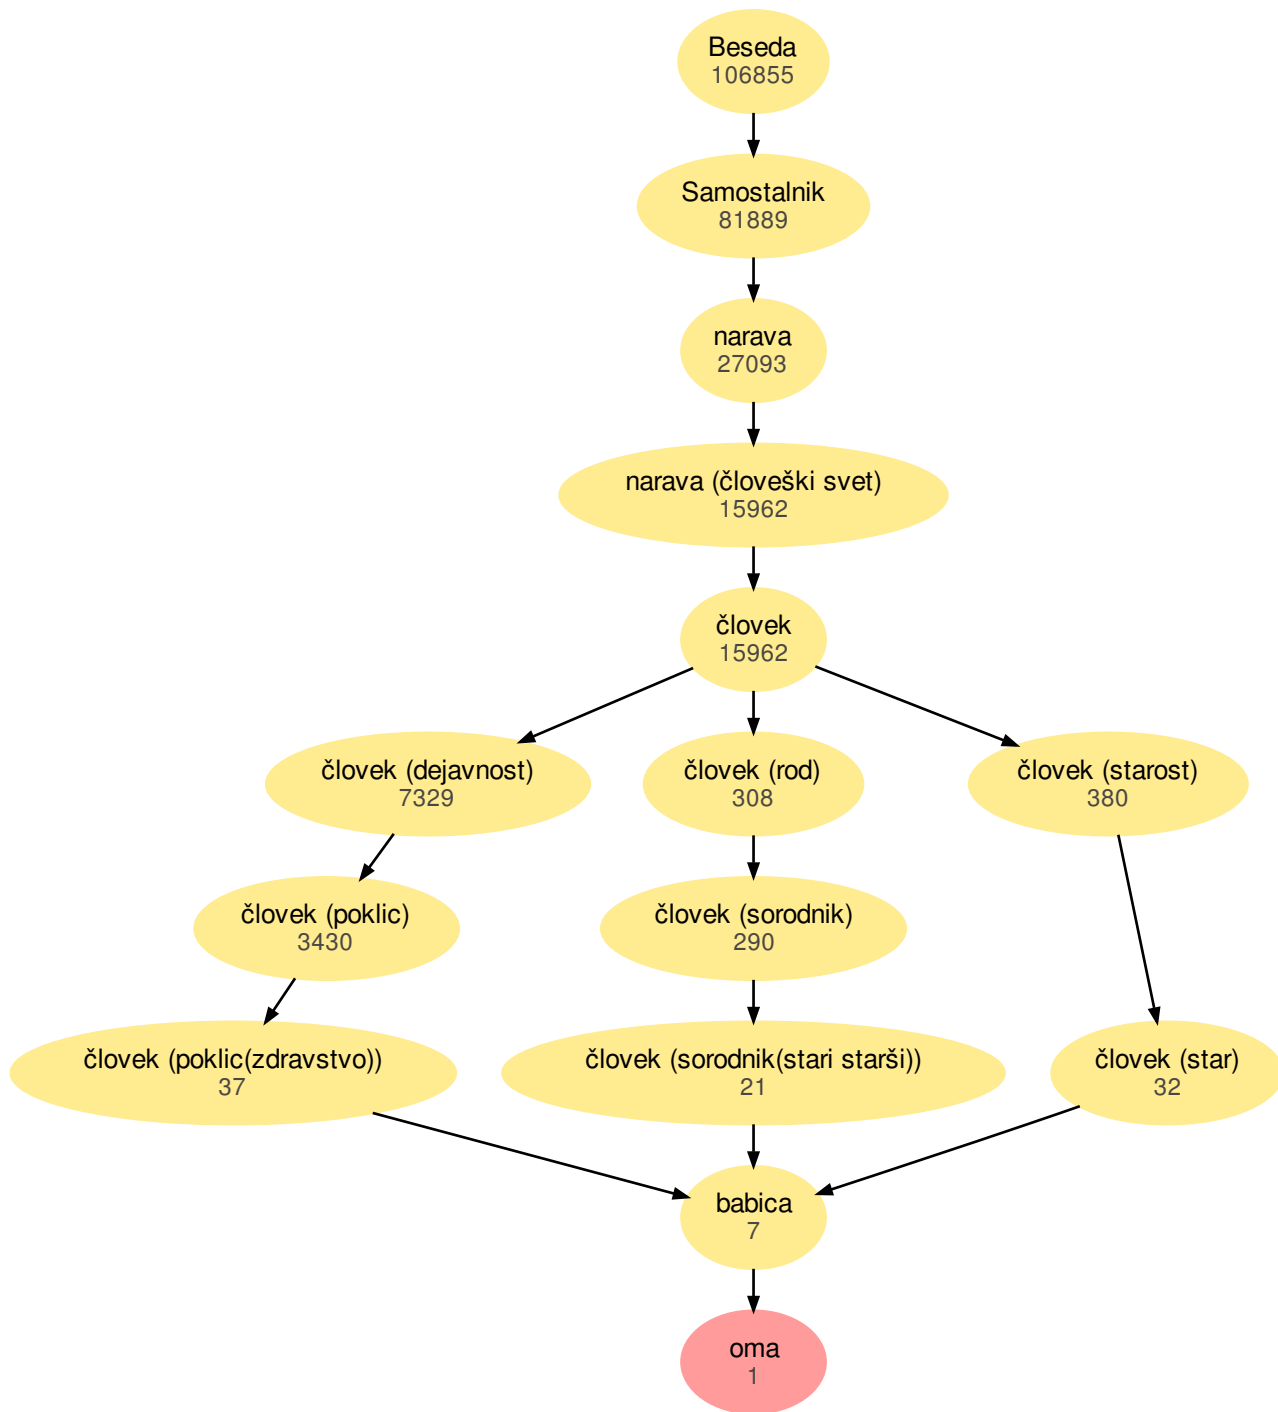 Beseda
106855
Samostalnik
81889
narava
27093
narava (človeški svet)
15962
človek
15962
človek (dejavnost)
7329
človek (rod)
308
človek (starost)
380
človek (poklic)
3430
človek (sorodnik)
290
človek (poklic(zdravstvo))
37
človek (sorodnik(stari starši))
21
človek (star)
32
babica
7
oma
1